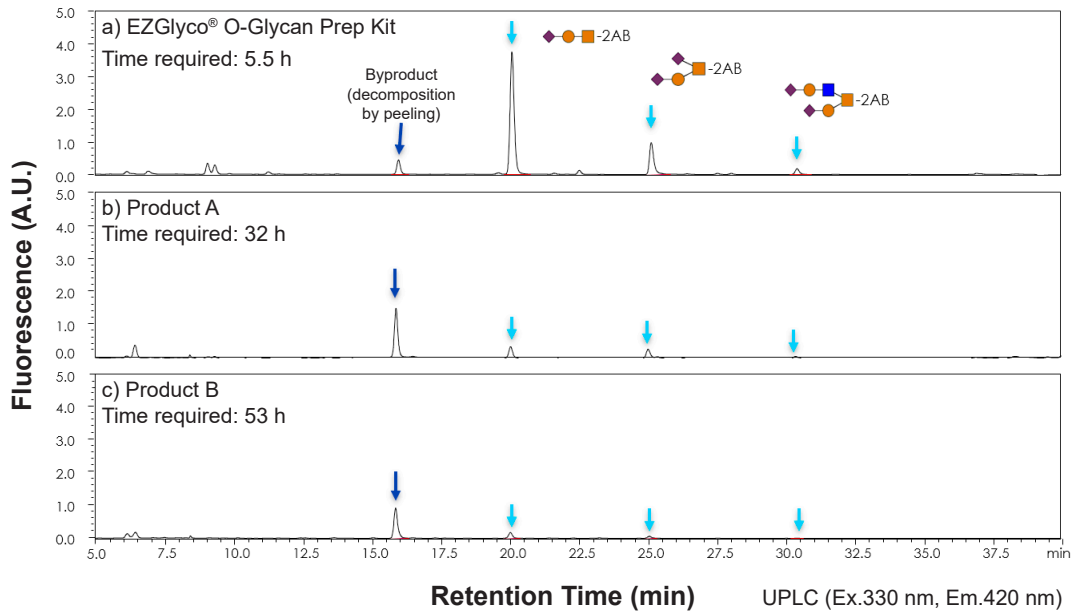 Fluorescence (A.U.)
5.0
4.0
3.0
2.0
1.0
0.0
a) EZGlyco® O-Glycan Prep Kit
Time required: 5.5 h
Byproduct
(decomposition
by peeling)
-2AB
-2AB
-2AB
5.0
4.0
3.0
2.0
1.0
0.0
b) Product A
Time required: 32 h
5.0
4.0
3.0
2.0
1.0
0.0
c) Product B
Time required: 53 h
5.0 7.5 10.0 12.5 15.0 17.5 20.0 22.5 25.0 27.5 30.0 32.5 35.0 37.5 min
Retention Time (min)
UPLC (Ex.330 nm, Em.420 nm)